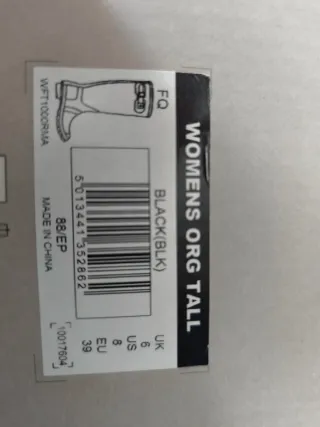 WOMENS ORG TALL
FQ
BLACK(BLK)
UK US EU
6 8 39
5 013441 352862
WFT1000RMA
88/EP
MADE IN CHINA
10017604